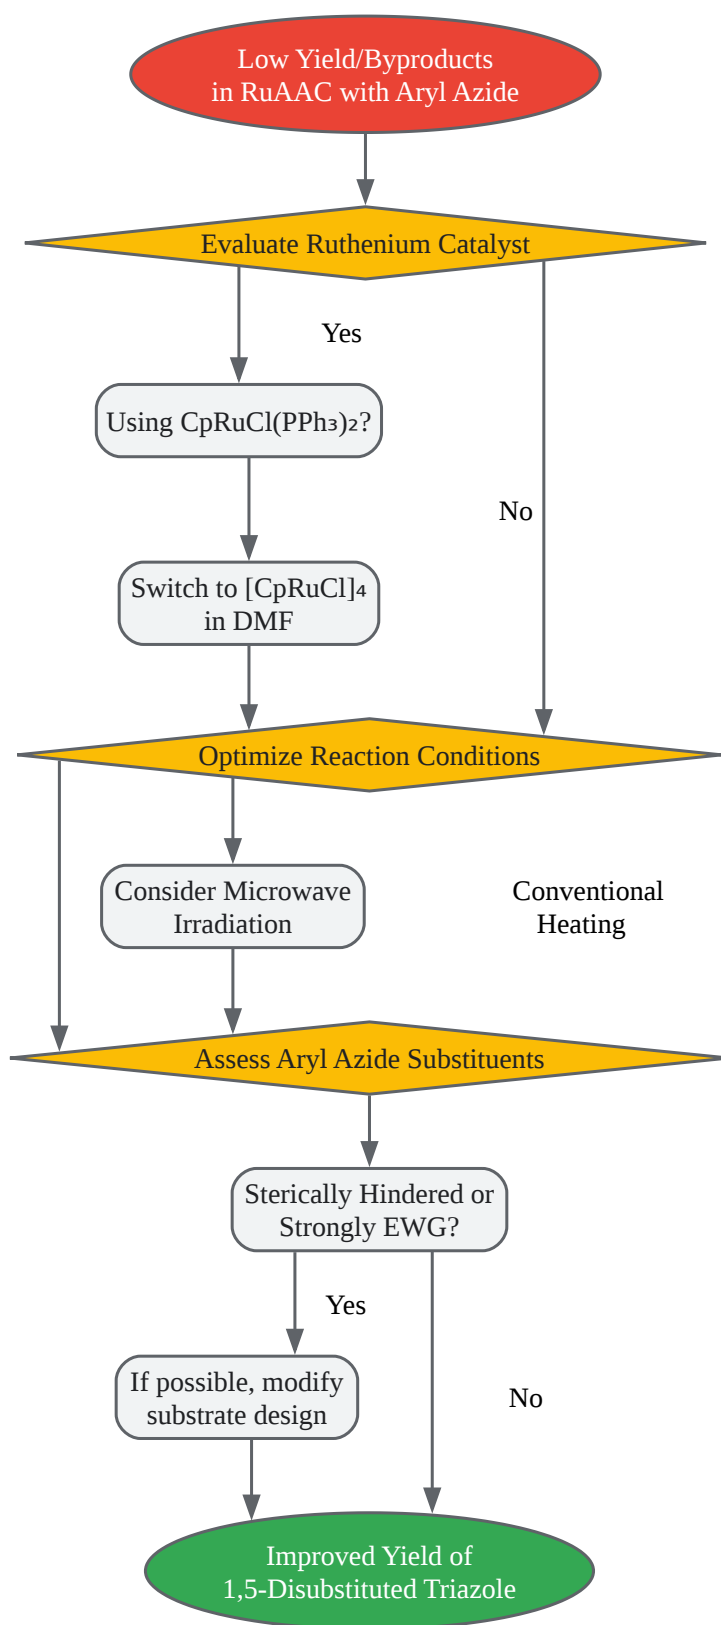 Low Yield/Byproducts
in RuAAC with Aryl Azide
Evaluate Ruthenium Catalyst
Yes
Using CpRuCl(PPh₃)₂?
No
Switch to [CpRuCl]₄
in DMF
Optimize Reaction Conditions
Consider Microwave
Irradiation
Conventional
Heating
Assess Aryl Azide Substituents
Sterically Hindered or
Strongly EWG?
Yes
If possible, modify
substrate design
No
Improved Yield of
1,5-Disubstituted Triazole